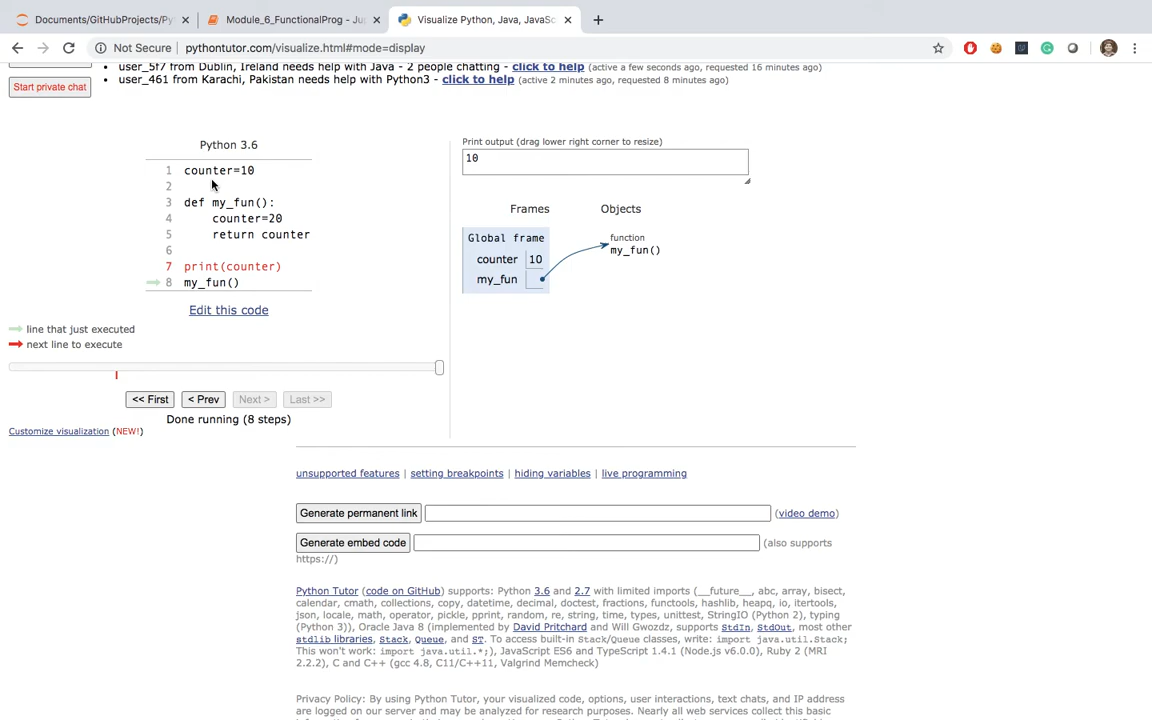 Documents/GitHubProjects/Py
Module_6_FunctionalProg - Ju
Visualize Python, Java, JavaSc
Not Secure
pythontutor.com/visualize.html#mode=display
user_5f7 from Dublin, Ireland needs help with Java - 2 people chatting - click to help (active a few seconds ago, requested 16 minutes ago)
Start private chat
user_461 from Karachi, Pakistan needs help with Python3 - click to help (active 2 minutes ago, requested 8 minutes ago)
Python 3.6
1 counter=10
2
3 def my_fun():
4 counter=20
5 return counter
6
7 print(counter)
8 my_fun()
Edit this code
line that just executed
next line to execute
<< First
< Prev
Next >
Last >>
Done running (8 steps)
Customize visualization (NEW!)
Print output (drag lower right corner to resize)
10
Frames
Objects
Global frame
counter 10
my_fun
function
my_fun()
unsupported features | setting breakpoints | hiding variables | live programming
Generate permanent link
(video demo)
Generate embed code
(also supports
https://)
Python Tutor (code on GitHub) supports: Python 3.6 and 2.7 with limited imports (__future__, abc, array, bisect,
calendar, cmath, collections, copy, datetime, decimal, doctest, fractions, functools, hashlib, heapq, io, itertools,
json, locale, math, operator, pickle, pprint, random, re, string, time, types, unittest, StringIO (Python 2), typing
(Python 3)), Oracle Java 8 (implemented by David Pritchard and Will Gwozdz, supports StdIn, StdOut, most other
stdlib libraries, Stack, Queue, and ST. To access built-in Stack/Queue classes, write: import java.util.Stack;
This won't work: import java.util.*;), JavaScript ES6 and TypeScript 1.4.1 (Node.js v6.0.0), Ruby 2 (MRI
2.2.2), C and C++ (gcc 4.8, C11/C++11, Valgrind Memcheck)
Privacy Policy: By using Python Tutor, your visualized code, options, user interactions, text chats, and IP address
are logged on our server and may be analyzed for research purposes. Nearly all web services collect this basic